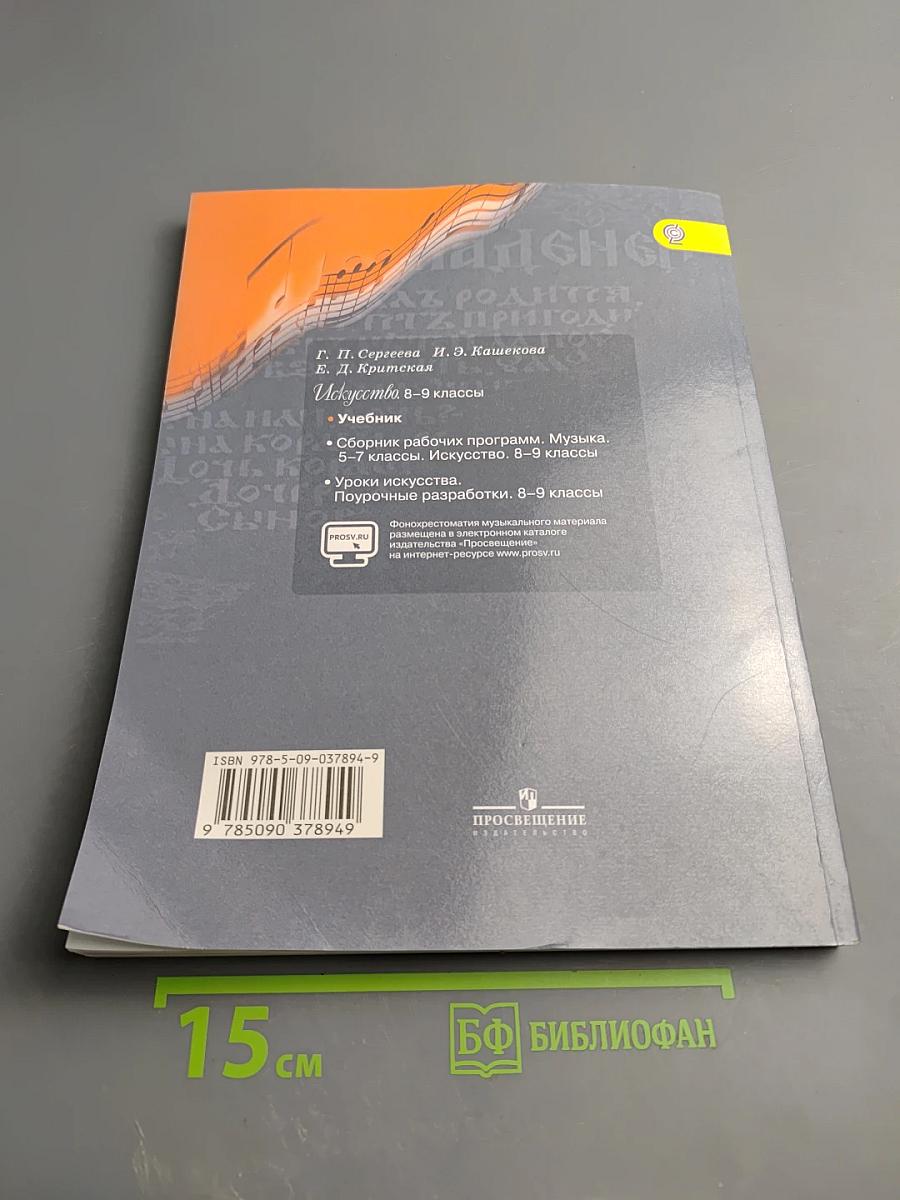 МЛАДЕНЕ
РОДИТСЯ
ПРИГОДИ
Г. П. Сергеева И. Э. Кашекова
Е. Д. Критская
Искусство. 8–9 классы
• Учебник
• Сборник рабочих программ. Музыка.
5–7 классы. Искусство. 8–9 классы
• Уроки искусства.
Поурочные разработки. 8–9 классы
PROSV.RU
Фонохрестоматия музыкального материала
размещена в электронном каталоге
издательства «Просвещение»
на интернет-ресурсе www.prosv.ru
ISBN 978-5-09-037894-9
9 785090 378949
ПРОСВЕЩЕНИЕ
ИЗДАТЕЛЬСТВО
15 см
БФ БИБЛИОФАН